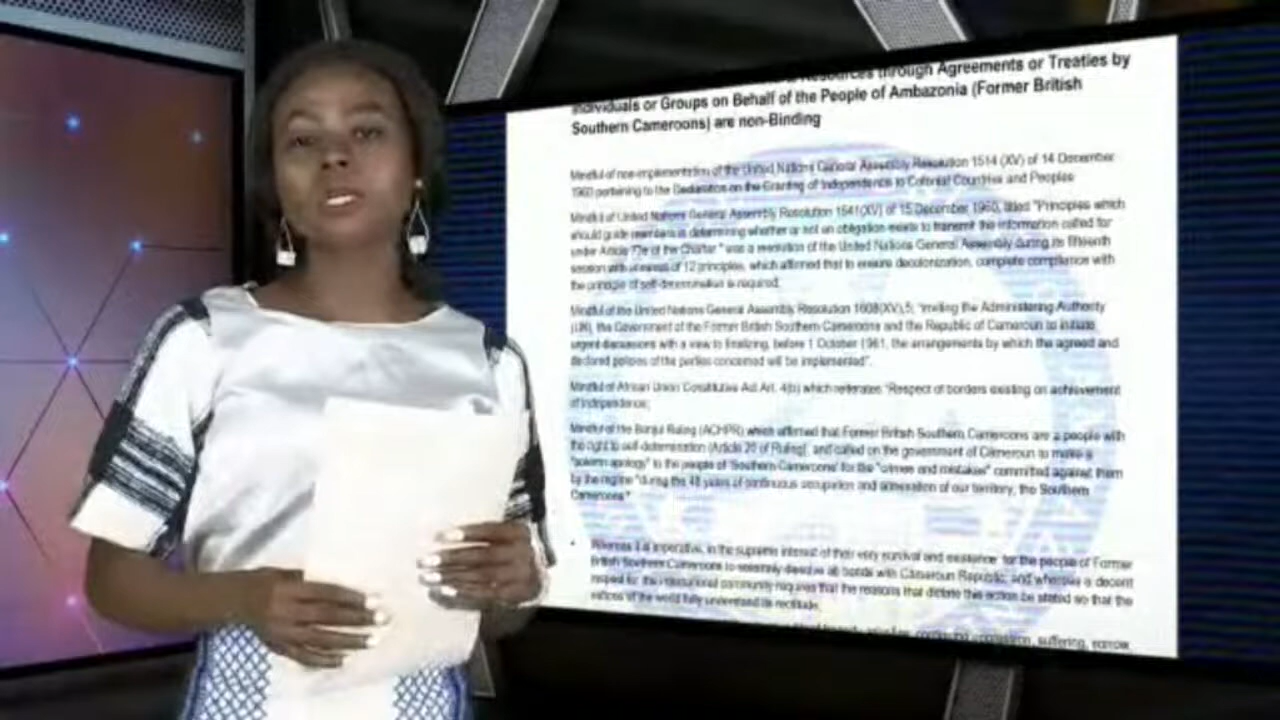 Resources through Agreements or Treaties by
Individuals or Groups on Behalf of the People of Ambazonia (Former British
Southern Cameroons) are non-Binding
Mindful of non-implementation of the United Nations General Assembly Resolution 1514 (XV) of 14 December
1960 pertaining to the Declaration on the Granting of Independence to Colonial Countries and Peoples
Mindful of United Nations General Assembly Resolution 1541(XV) of 15 December 1960, titled "Principles which
should guide members in determining whether or not an obligation exists to transmit the information called for
under Article 73e of the Charter." was a resolution of the United Nations General Assembly during its fifteenth
session with annexes of 12 principles, which affirmed that to ensure decolonization, complete compliance with
the principle of self-determination is required.
Mindful of the United Nations General Assembly Resolution 1608(XV),5; "inviting the Administering Authority
(UK), the Government of the Former British Southern Cameroons and the Republic of Cameroun to initiate
urgent discussions with a view to finalizing, before 1 October 1961, the arrangements by which the agreed and
declared policies of the parties concerned will be implemented".
Mindful of African Union Constitutive Act Art. 4(b) which reiterates "Respect of borders existing on achievement
of independence;
Mindful of the Banjul Ruling (ACHPR) which affirmed that Former British Southern Cameroons are a people with
the right to self-determination (Article 20 of Ruling), and called on the government of Cameroun to make a
"solemn apology" to the people of 'Southern Cameroons' for the "crimes and mistakes" committed against them
by the regime "during the 48 years of continuous occupation and annexation of our territory, the Southern
Cameroons."
• Whereas it is imperative, in the supreme interest of their very survival and existence for the people of Former
British Southern Cameroons to solemnly dissolve all bonds with Cameroun Republic, and whereas a decent
respect for the international community requires that the reasons that dictate this action be stated so that the
nations of the world fully understand its rectitude.
suffering, sorrow,